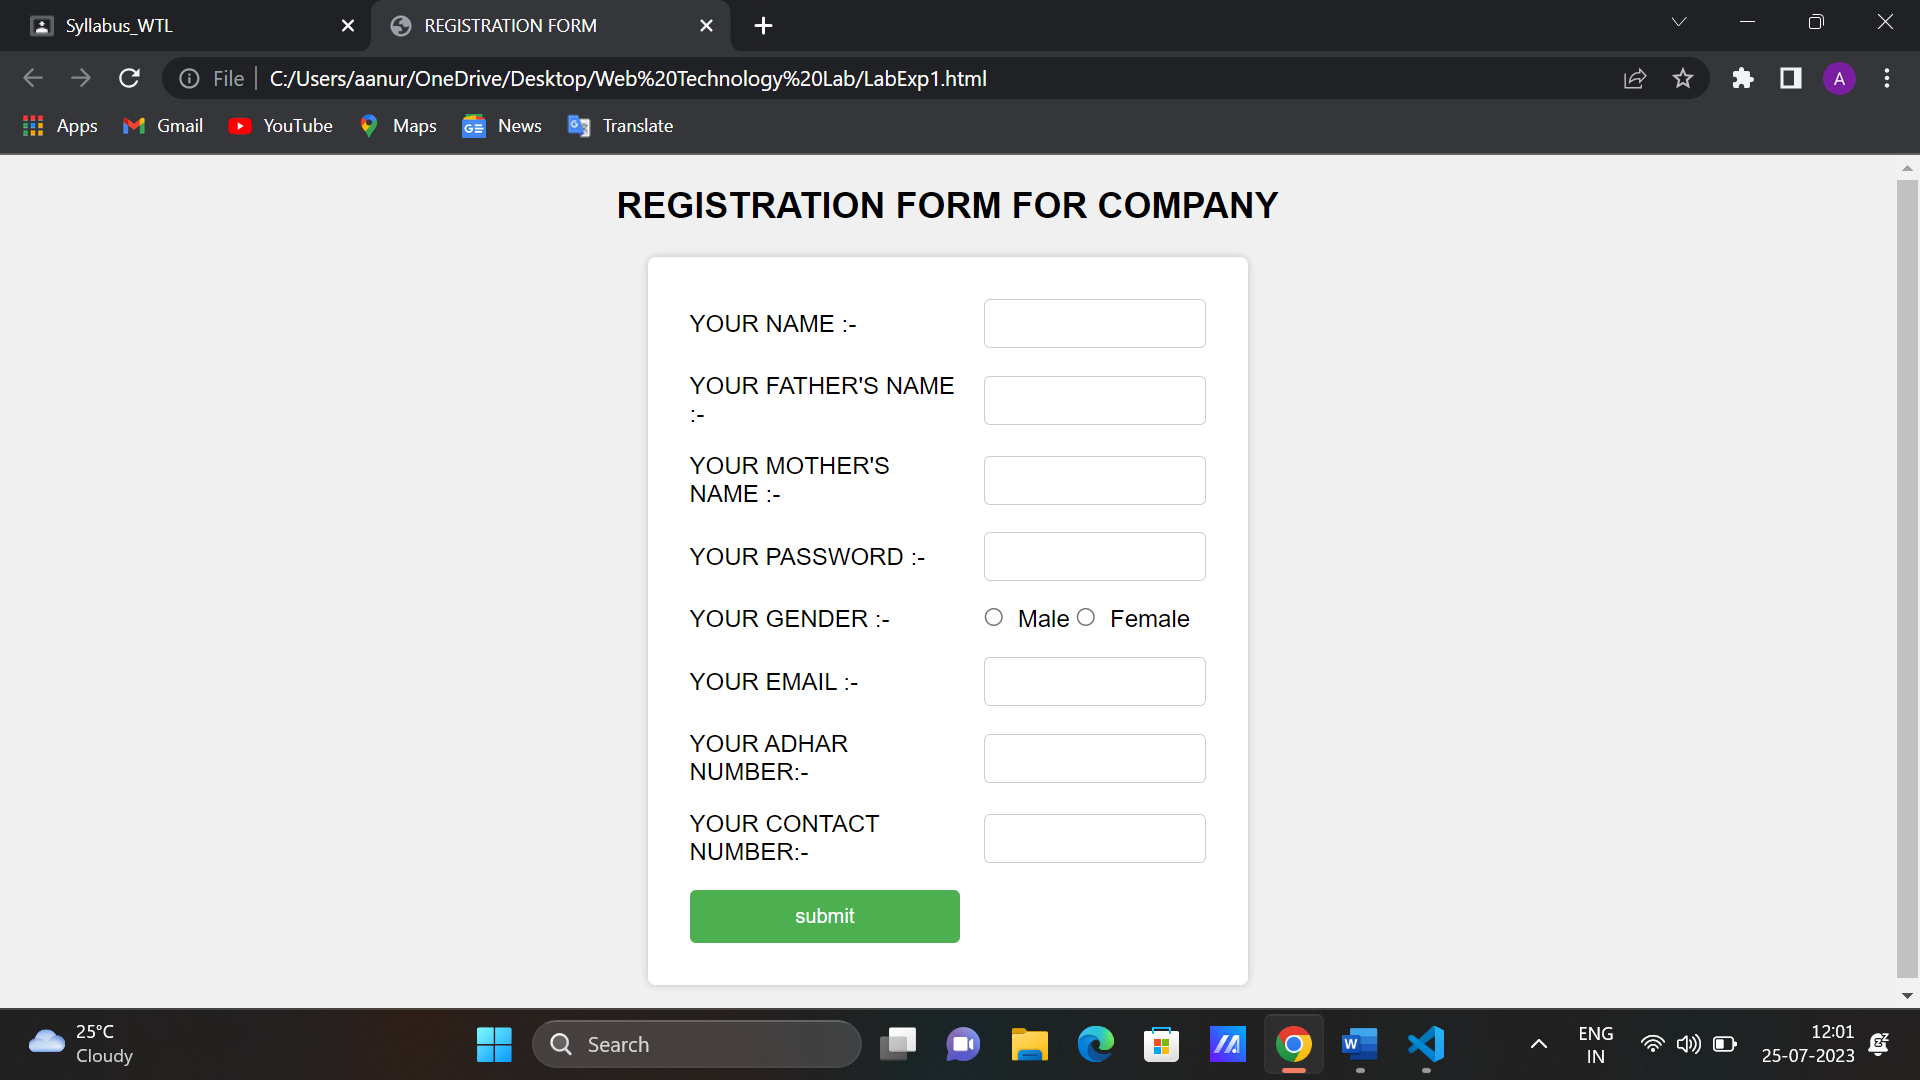 Syllabus_WTL
REGISTRATION FORM
File
C:/Users/aanur/OneDrive/Desktop/Web%20Technology%20Lab/LabExp1.html
A
Apps
Gmail
YouTube
Maps
GE News
Translate
REGISTRATION FORM FOR COMPANY
YOUR NAME :-
YOUR FATHER'S NAME
:-
YOUR MOTHER'S
NAME :-
YOUR PASSWORD :-
YOUR GENDER :-
Male
Female
YOUR EMAIL :-
YOUR ADHAR
NUMBER:-
YOUR CONTACT
NUMBER:-
submit
25°C
Cloudy
Search
W
ENG
IN
12:01
25-07-2023